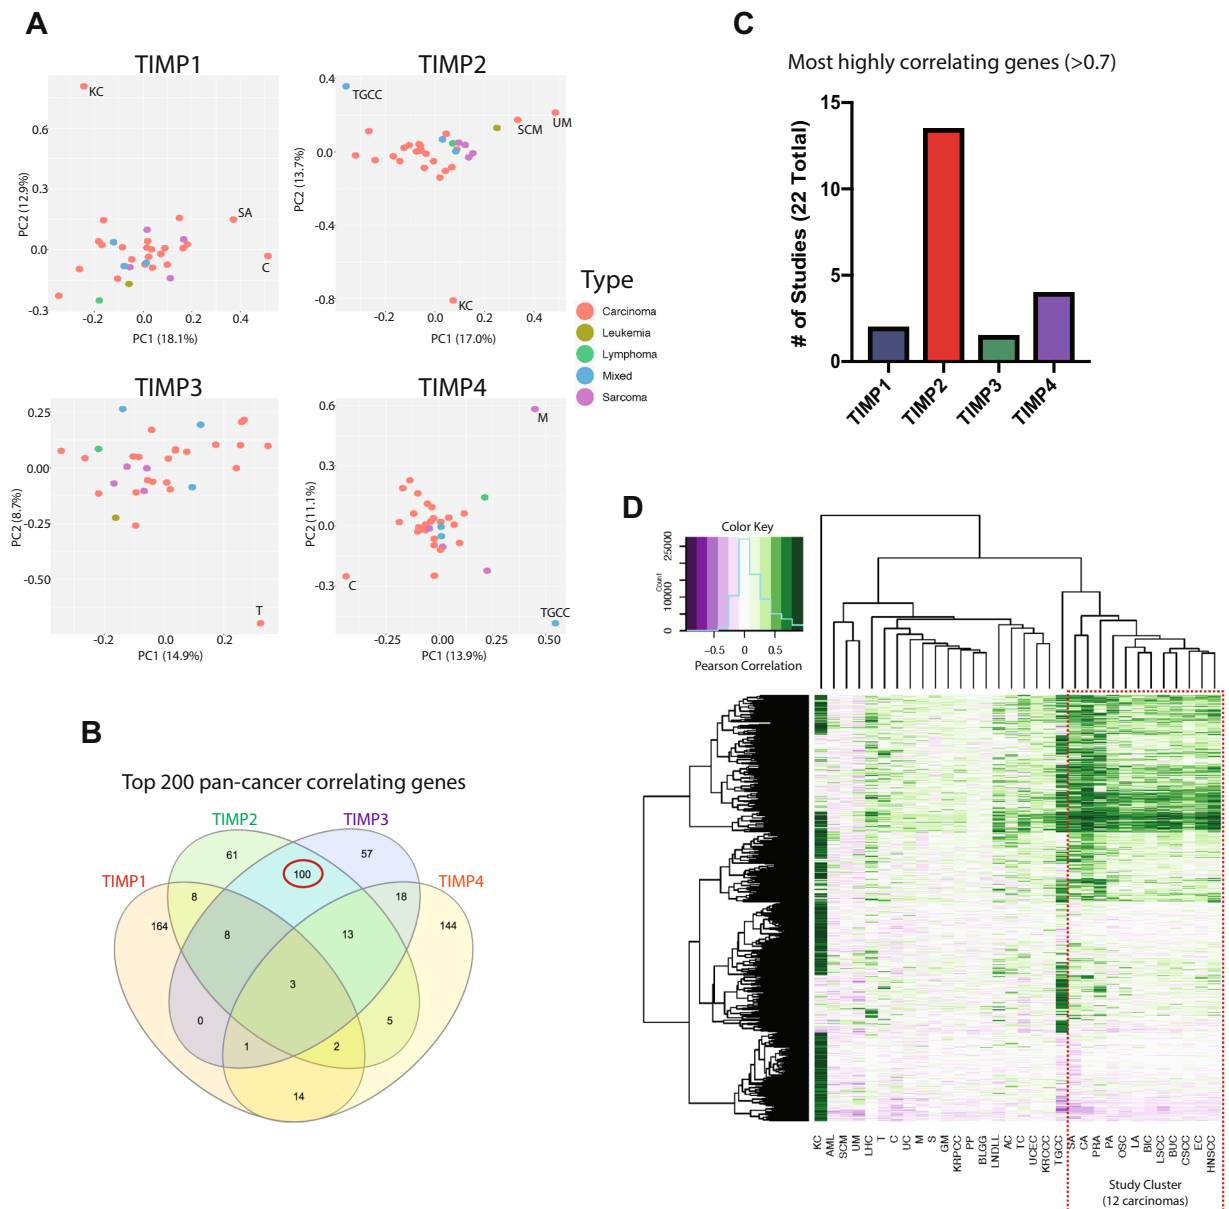 A
TIMP1
KC
SA
C
0.6
0.3
0.0
-0.3
PC2 (12.9%)
-0.2
0.0
0.2
0.4
PC1 (18.1%)
TIMP2
TGCC
SCM
UM
KC
0.4
0.0
-0.4
-0.8
PC2 (13.7%)
-0.2
0.0
0.2
0.4
PC1 (17.0%)
Type
Carcinoma
Leukemia
Lymphoma
Mixed
Sarcoma
TIMP3
T
0.25
0.00
-0.25
-0.50
PC2 (8.7%)
-0.2
0.0
0.2
PC1 (14.9%)
TIMP4
M
C
TGCC
0.6
0.3
0.0
-0.3
PC2 (11.1%)
-0.25
0.00
0.25
0.50
PC1 (13.9%)
B
Top 200 pan-cancer correlating genes
TIMP2
TIMP3
TIMP1
TIMP4
61
57
100
8
18
164
144
8
13
3
0
5
1
2
14
C
Most highly correlating genes (>0.7)
# of Studies (22 Totlal)
15
10
5
0
TIMP1
TIMP2
TIMP3
TIMP4
D
Color Key
Count
25000
10000
0
−0.5
0
0.5
Pearson Correlation
KC
AML
SCM
UM
LHC
T
C
UC
M
S
GM
KRPCC
PP
BLGG
LNDLL
AC
TC
UCEC
KRCCC
TGCC
SA
CA
PRA
PA
OSC
LA
BIC
LSCC
BUC
CSCC
EC
HNSCC
Study Cluster
(12 carcinomas)